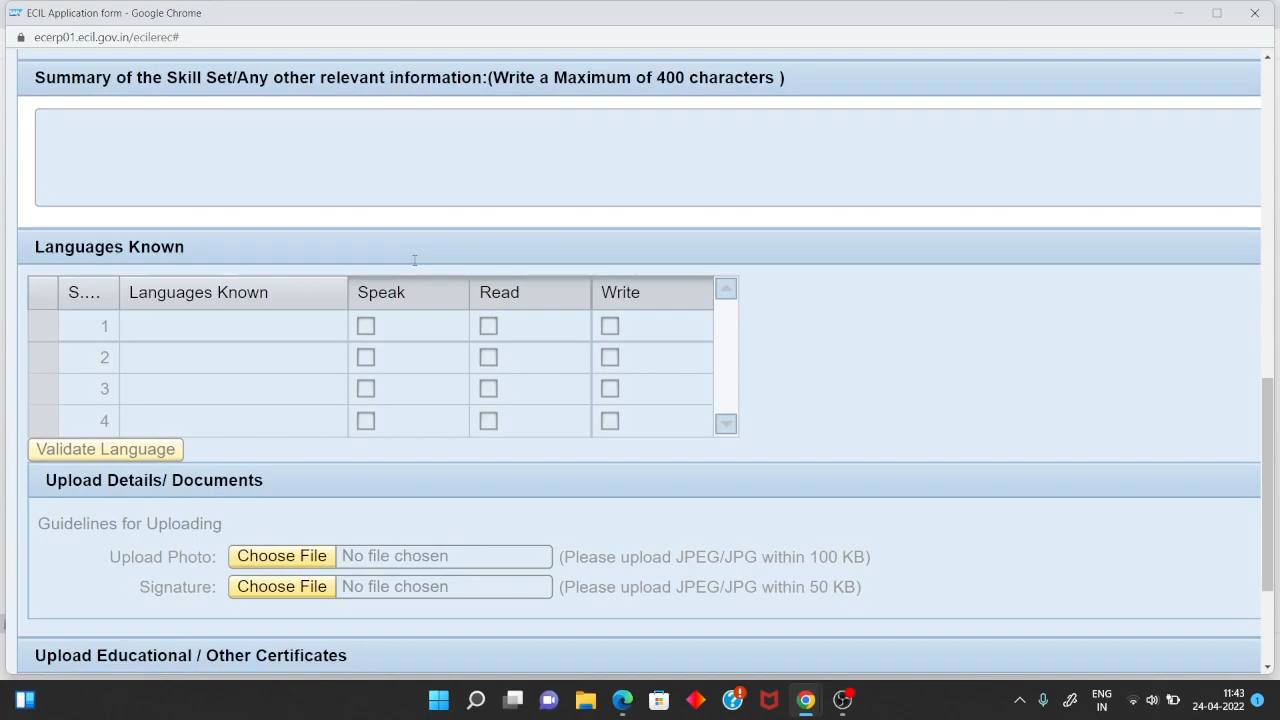 ECIL Application form - Google Chrome
ecerp01.ecil.gov.in/ecilerec#
Summary of the Skill Set/Any other relevant information:(Write a Maximum of 400 characters )
Languages Known
S.... Languages Known Speak Read Write
1
2
3
4
Validate Language
Upload Details/ Documents
Guidelines for Uploading
Upload Photo: Choose File No file chosen (Please upload JPEG/JPG within 100 KB)
Signature: Choose File No file chosen (Please upload JPEG/JPG within 50 KB)
Upload Educational / Other Certificates
ENG 11:43
IN 24-04-2022 1